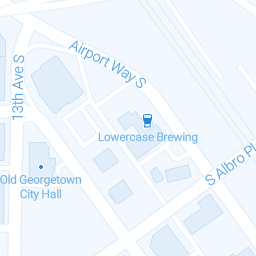 Airport Way S
13th Ave S
Lowercase Brewing
S Albro Pl
Old Georgetown
City Hall